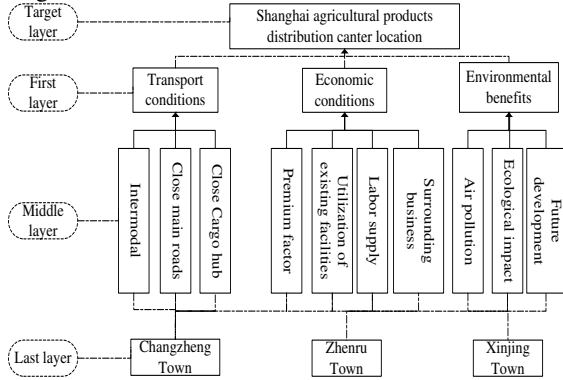 Target
layer
Shanghai agricultural products
distribution canter location
First
layer
Transport
conditions
Economic
conditions
Environmental
benefits
Middle
layer
Intermodal
Close main roads
Close Cargo hub
Premium factor
Utilization of
existing facilities
Labor supply
Surrounding
business
Air pollution
Ecological impact
Future
development
Last layer
Changzheng
Town
Zhenru
Town
Xinjing
Town